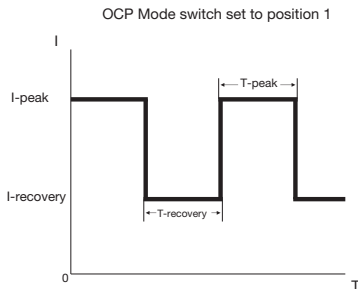 OCP Mode switch set to position 1
I
T-peak
I-peak
I-recovery
T-recovery
0
T